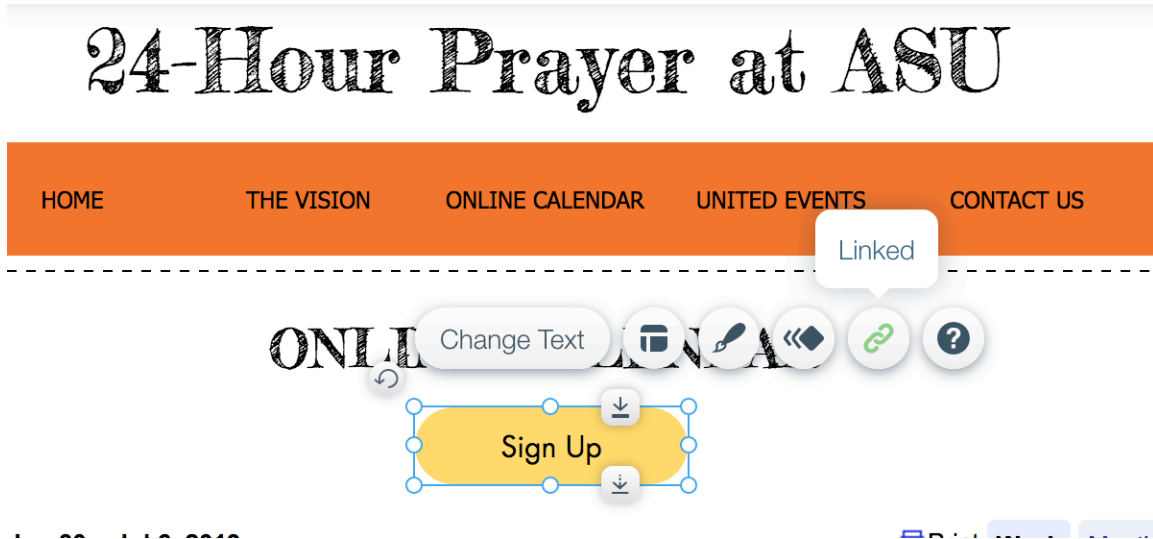 24-Hour Prayer at ASU
HOME THE VISION ONLINE CALENDAR UNITED EVENTS CONTACT US
Linked
Change Text
Sign Up
Print